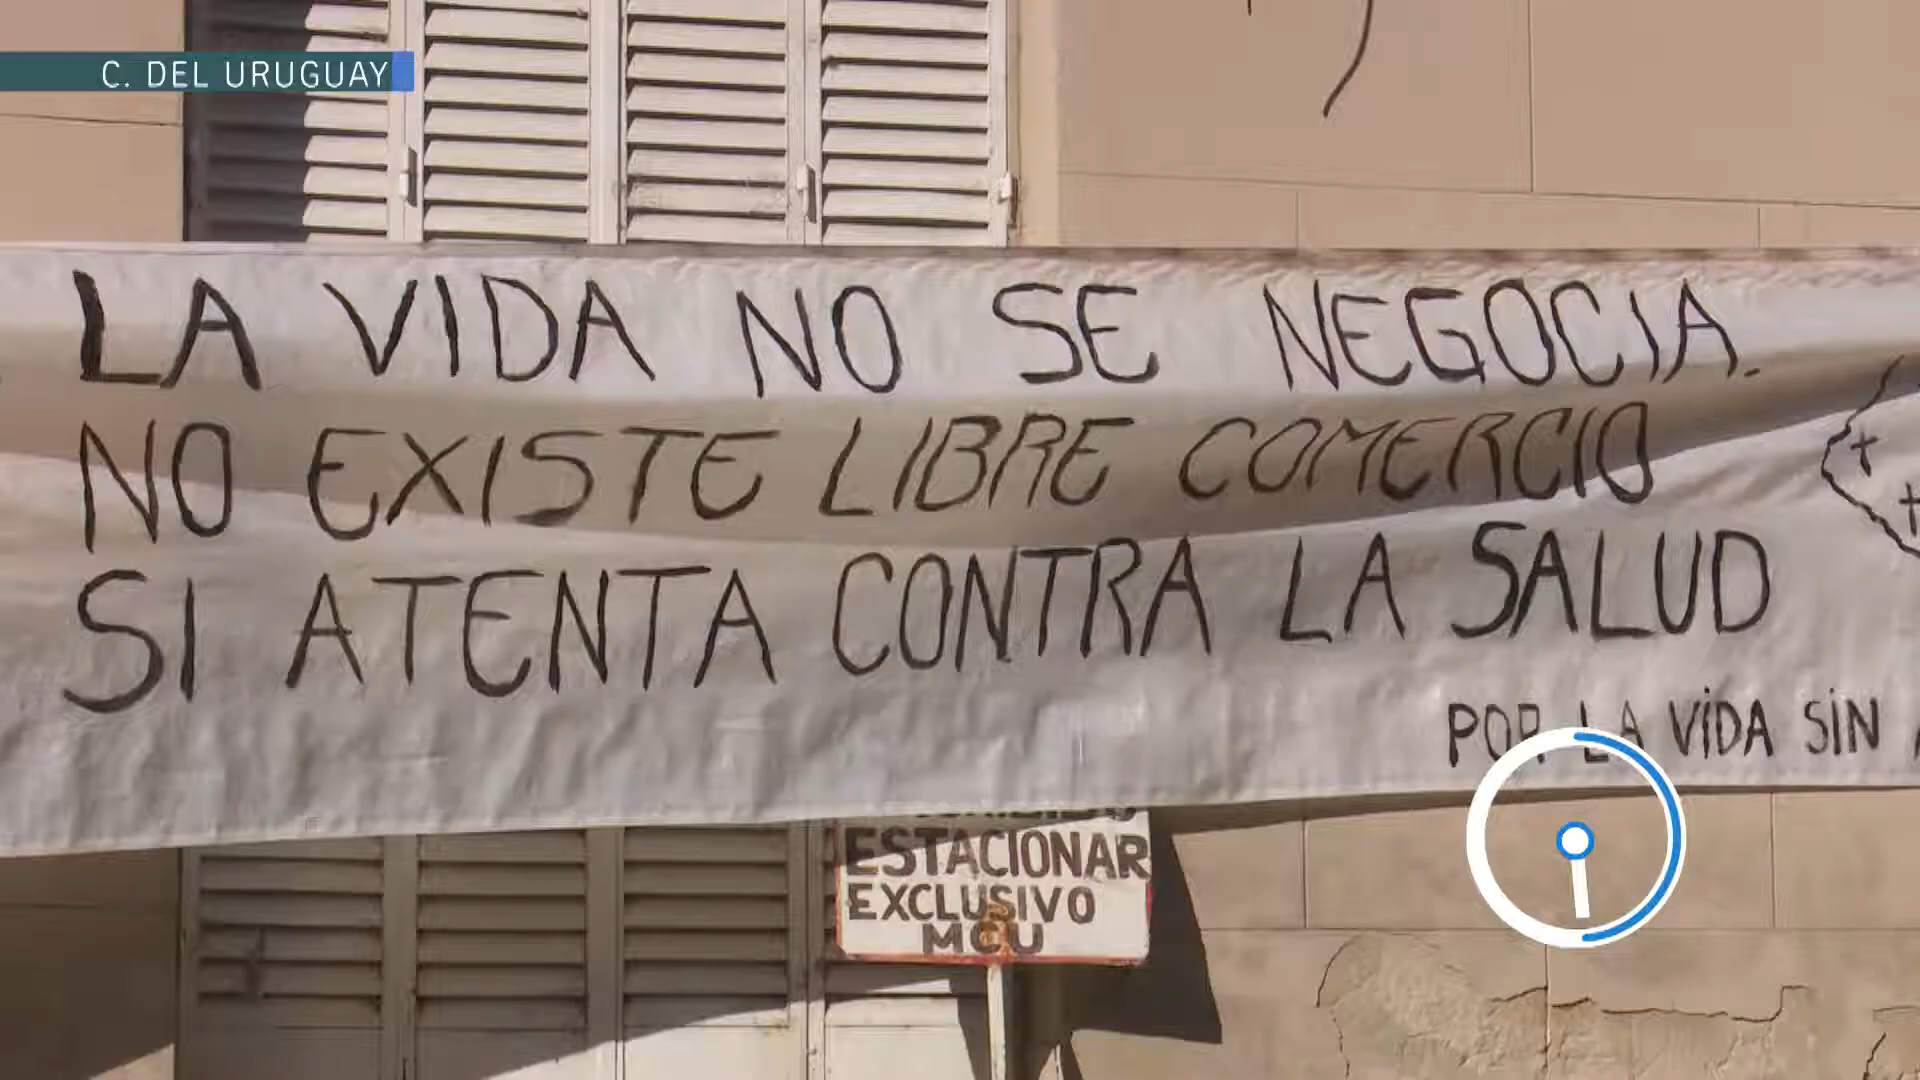 C. DEL URUGUAY
LA VIDA NO SE NEGOCIA.
NO EXISTE LIBRE COMERCIO
SI ATENTA CONTRA LA SALUD
POR LA VIDA SIN
ESTACIONAR
EXCLUSIVO
MCU